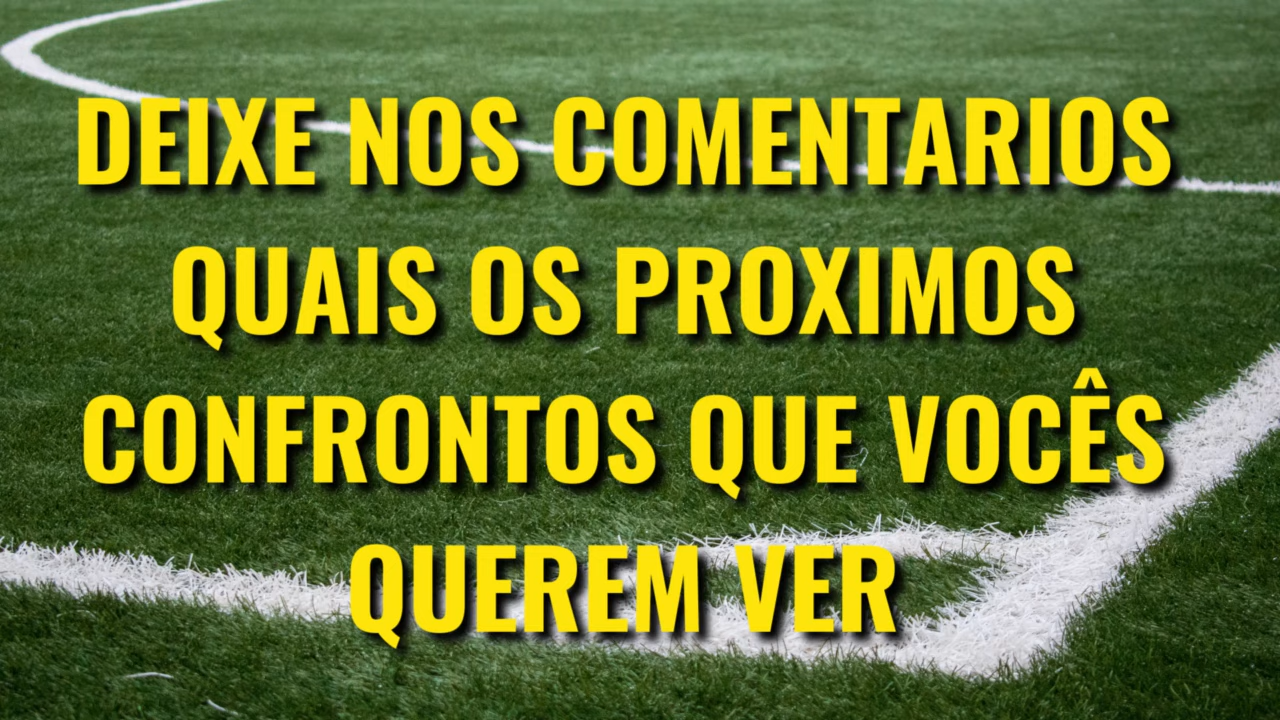 DEIXE NOS COMENTARIOS
QUAIS OS PROXIMOS
CONFRONTOS QUE VOCÊS
QUEREM VER